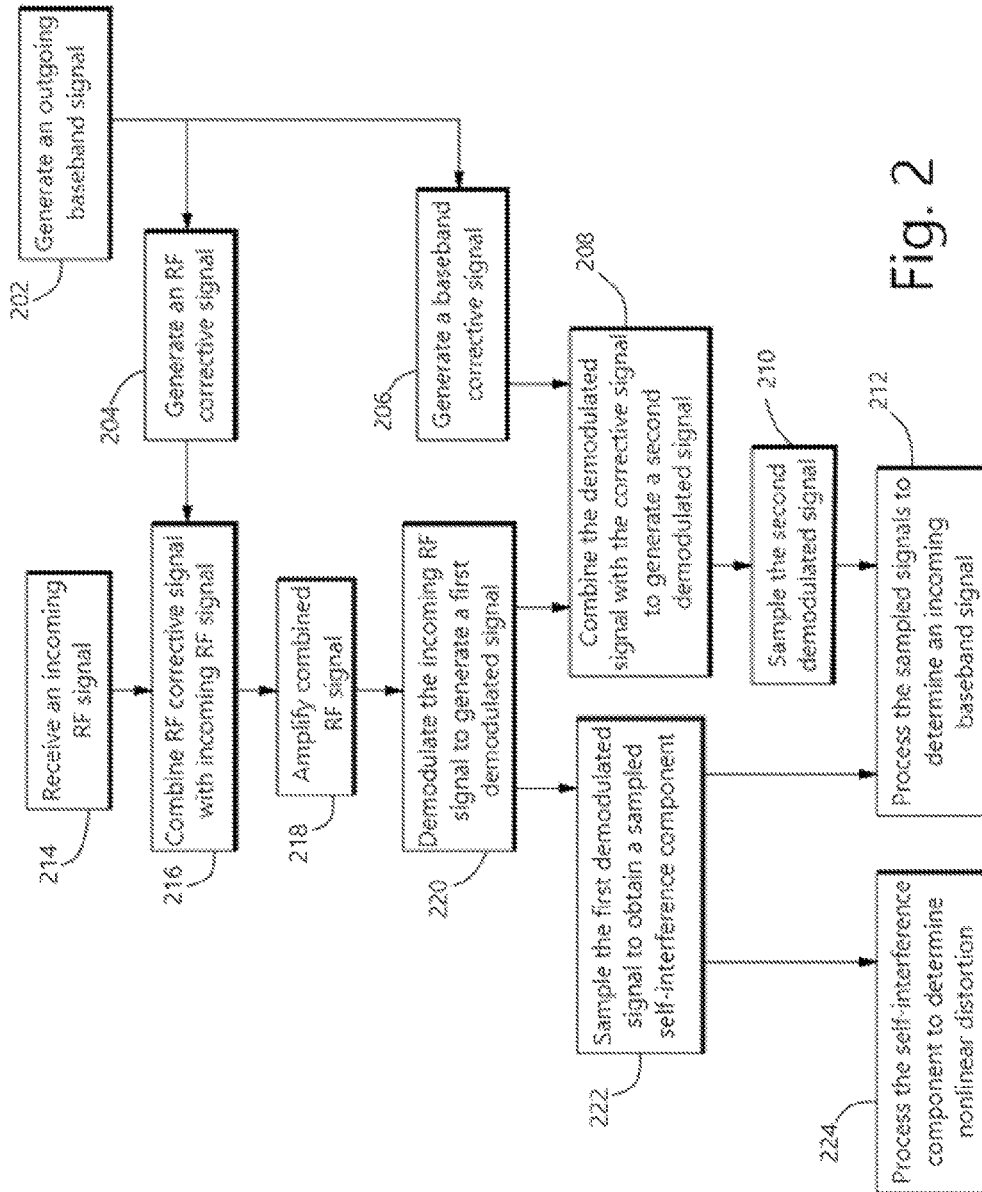 202
Generate an outgoing
baseband signal
204
Generate an RF
corrective signal
206
Generate a baseband
corrective signal
214
Receive an incoming
RF signal
216
Combine RF corrective signal
with incoming RF signal
218
Amplify combined
RF signal
220
Demodulate the incoming RF
signal to generate a first
demodulated signal
208
Combine the demodulated
signal with the corrective signal
to generate a second
demodulated signal
210
Sample the second
demodulated signal
222
Sample the first demodulated
signal to obtain a sampled
self-interference component
212
Process the sampled signals to
determine an incoming
baseband signal
224
Process the self-interference
component to determine
nonlinear distortion
Fig. 2